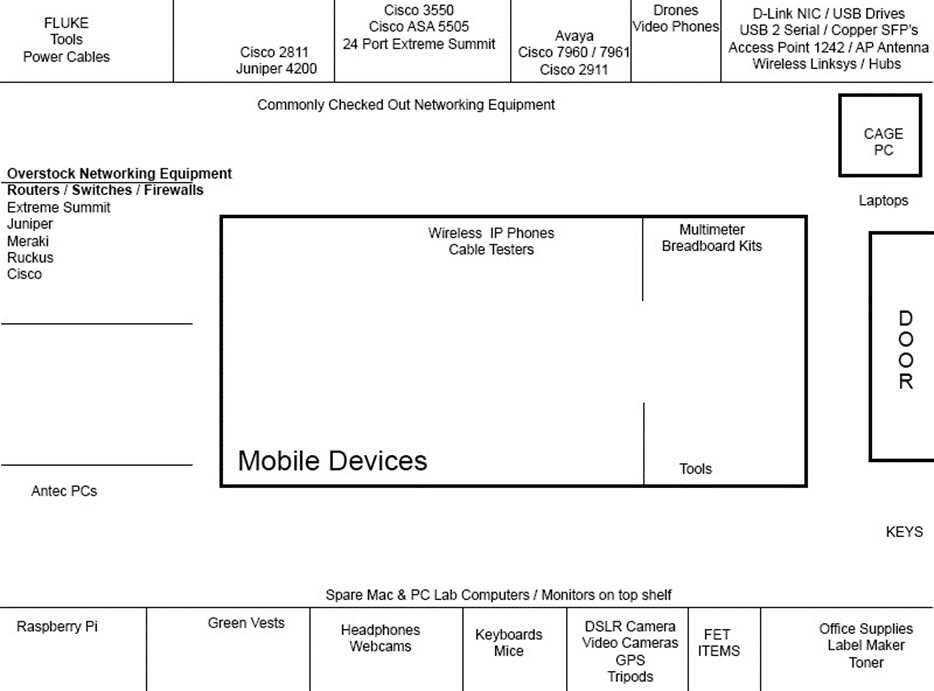 FLUKE
Tools
Power Cables
Cisco 2811
Juniper 4200
Cisco 3550
Cisco ASA 5505
24 Port Extreme Summit
Avaya
Cisco 7960 / 7961
Cisco 2911
Drones
Video Phones
D-Link NIC / USB Drives
USB 2 Serial / Copper SFP's
Access Point 1242 / AP Antenna
Wireless Linksys / Hubs
Commonly Checked Out Networking Equipment
CAGE
PC
Laptops
Overstock Networking Equipment
Routers / Switches / Firewalls
Extreme Summit
Juniper
Meraki
Ruckus
Cisco
Wireless IP Phones
Cable Testers
Multimeter
Breadboard Kits
D
O
O
R
Mobile Devices
Tools
Antec PCs
KEYS
Spare Mac & PC Lab Computers / Monitors on top shelf
Raspberry Pi
Green Vests
Headphones
Webcams
Keyboards
Mice
DSLR Camera
Video Cameras
GPS
Tripods
FET
ITEMS
Office Supplies
Label Maker
Toner